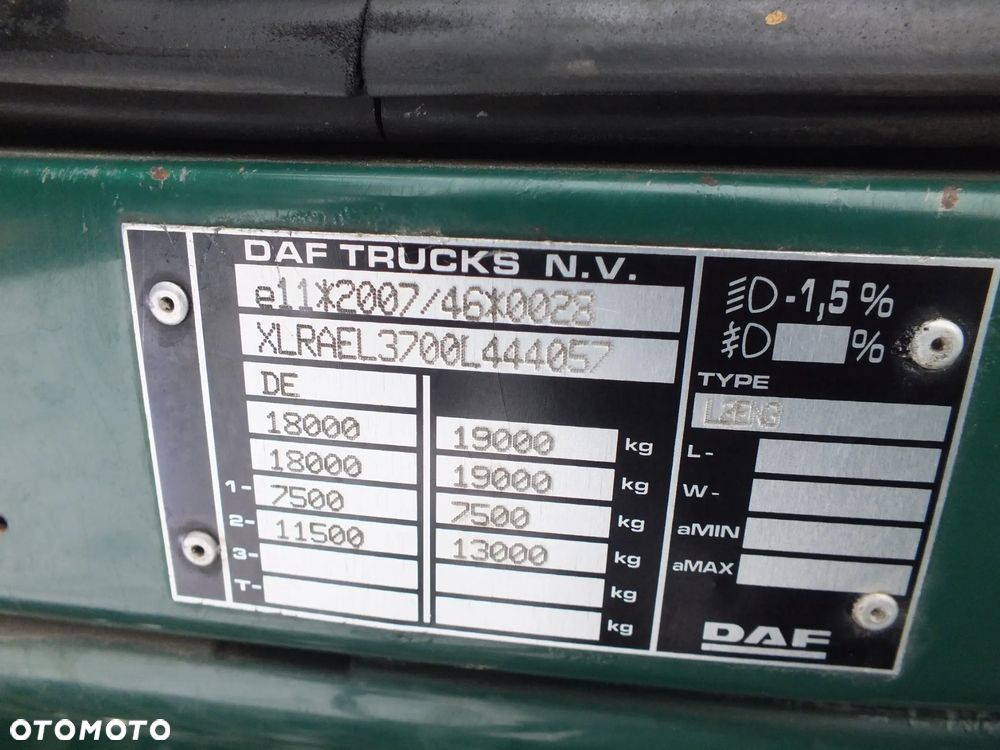 DAF TRUCKS N.V.
e11*2007/46*0028
XLRAEL3700L444057
DE
18000 19000 kg
18000 19000 kg
1- 7500 7500 kg
2- 11500 13000 kg
3- kg
T- kg
-1,5%
%
TYPE
L-
W-
aMIN
aMAX
DAF
OTOMOTO